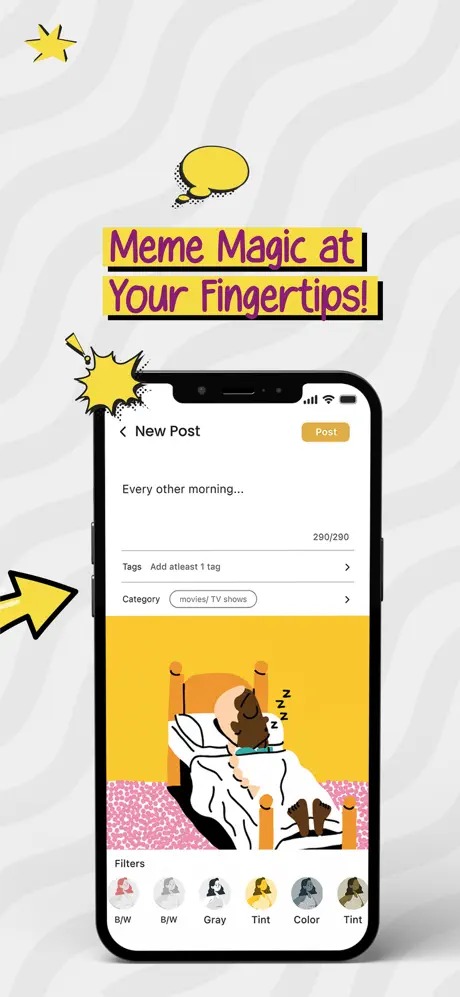 Meme Magic at
Your Fingertips!
New Post
Post
Every other morning...
290/290
Tags Add atleast 1 tag
Category movies/ TV shows
z
z
z
z
z
Filters
B/W B/W Gray Tint Color Tint